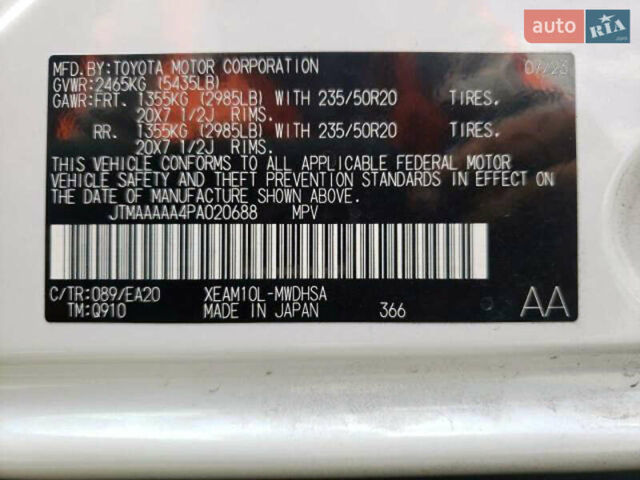 auto RIA.com
MFD.BY:TOYOTA MOTOR CORPORATION 07/23
GVWR:2465KG (5435LB)
GAWR:FRT. 1355KG (2985LB) WITH 235/50R20 TIRES.
20X7 1/2J RIMS.
RR. 1355KG (2985LB) WITH 235/50R20 TIRES.
20X7 1/2J RIMS.
THIS VEHICLE CONFORMS TO ALL APPLICABLE FEDERAL MOTOR
VEHICLE SAFETY AND THEFT PREVENTION STANDARDS IN EFFECT ON
THE DATE OF MANUFACTURE SHOWN ABOVE.
JTMAAAAA4PA020688 MPV
C/TR:089/EA20 XEAM10L-MWDHSA
TM:Q910 MADE IN JAPAN 366 AA